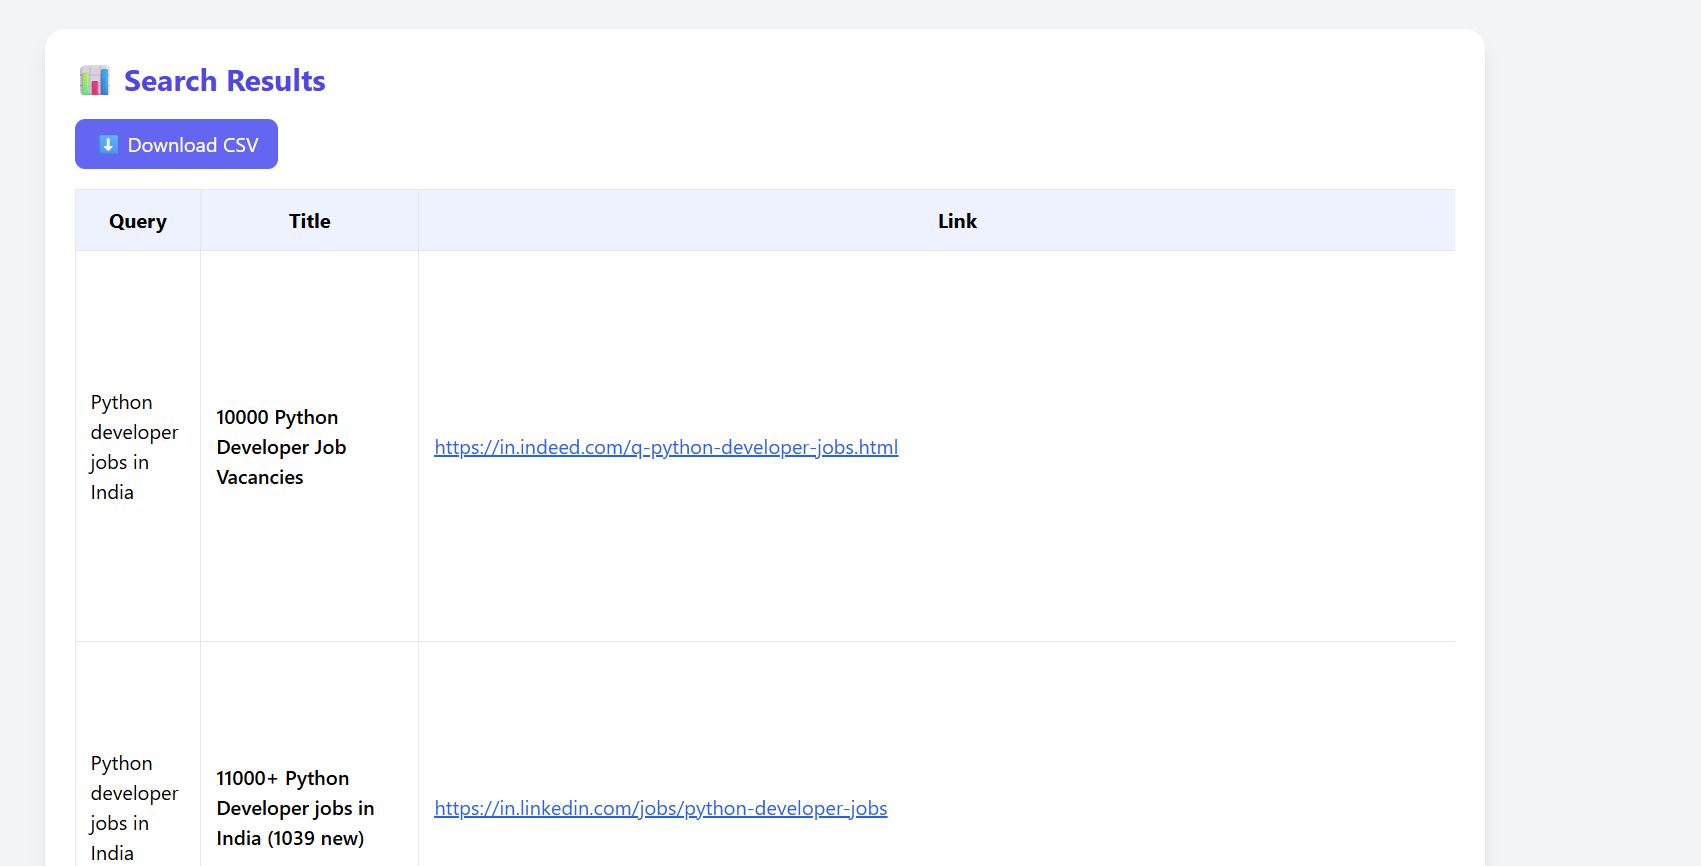 Search Results
Download CSV
Query
Title
Link
Python
developer
jobs in
India
10000 Python
Developer Job
Vacancies
https://in.indeed.com/q-python-developer-jobs.html
Python
developer
jobs in
India
11000+ Python
Developer jobs in
India (1039 new)
https://in.linkedin.com/jobs/python-developer-jobs